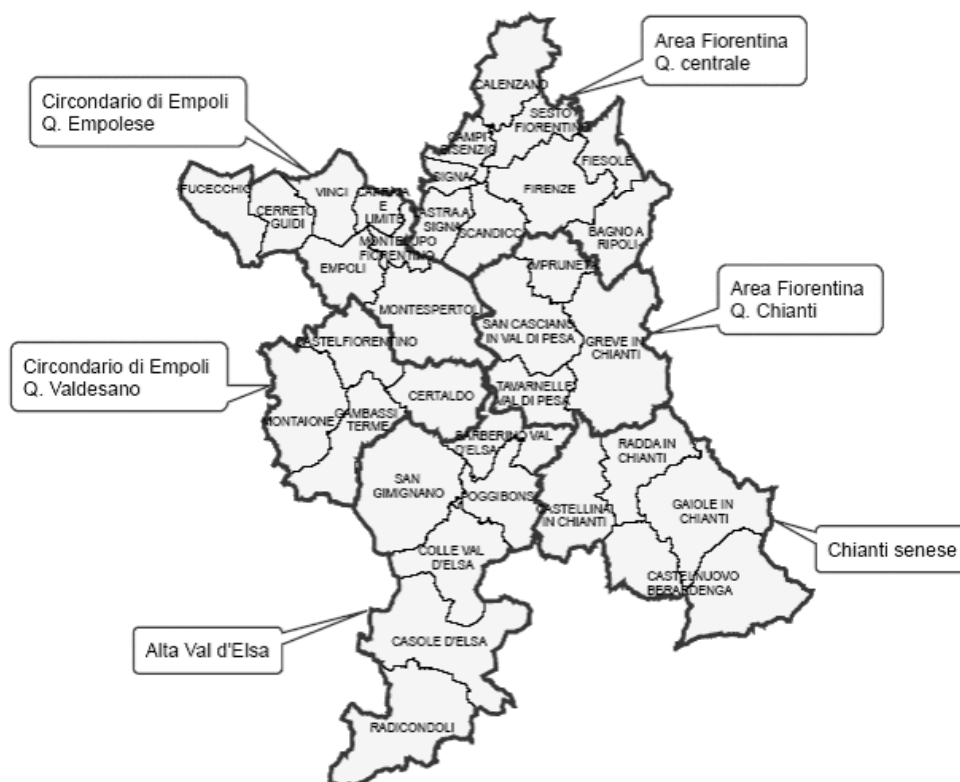 Area Fiorentina
Q. centrale
Circondario di Empoli
Q. Empolese
CALENZANO
SESTO
FIORENTINO
CAMPI
BISENZIO
FIESOLE
SIGNA
FIRENZE
FUCECCHIO
VINCI
E
LIMITE
CERRETO
GUIDI
LASTRA A
SIGNA
SCANDICCI
BAGNO A
RIPOLI
MONTELUPO
FIORENTINO
EMPOLI
IMPRUNETA
Area Fiorentina
Q. Chianti
MONTESPERTOLI
SAN CASCIANO
IN VAL DI PESA
GREVE IN
CHIANTI
CASTELFIORENTINO
Circondario di Empoli
Q. Valdesano
TAVARNELLE
VAL DI PESA
CERTALDO
MONTAIONE
GAMBASSI
TERME
BARBERINO VAL
D'ELSA
RADDA IN
CHIANTI
SAN
GIMIGNANO
POGGIBONSI
CASTELLINA
IN CHIANTI
GAIOLE IN
CHIANTI
Chianti senese
COLLE VAL
D'ELSA
CASTELNUOVO
BERARDENGA
Alta Val d'Elsa
CASOLE D'ELSA
RADICONDOLI